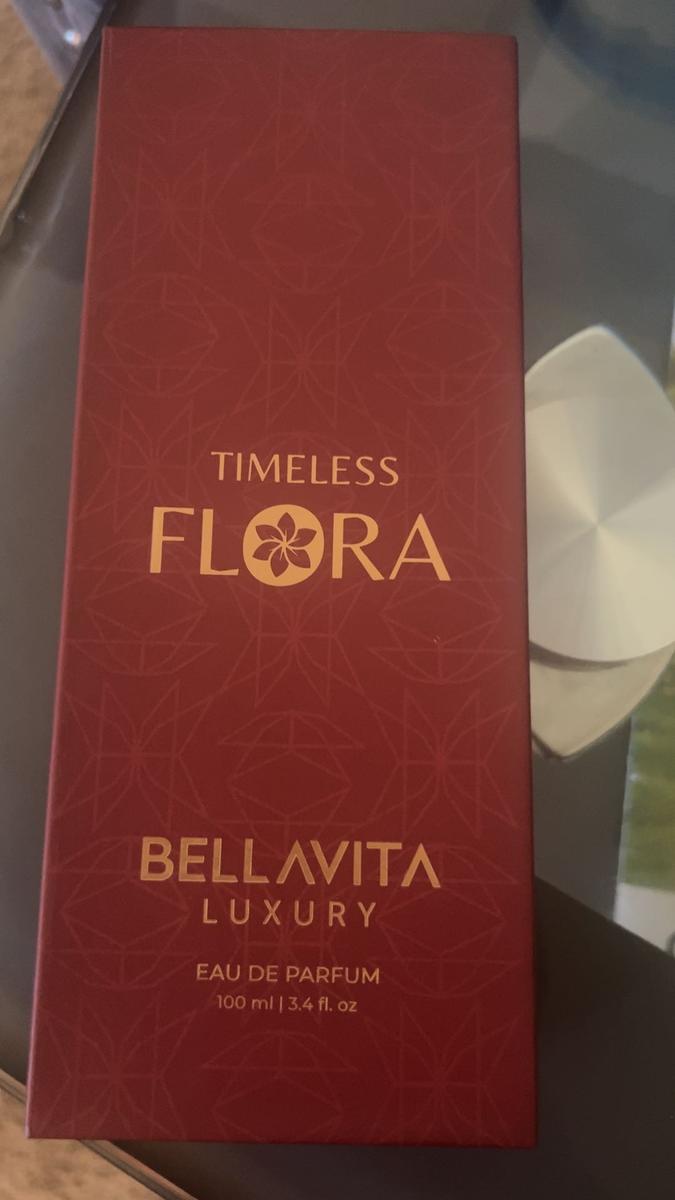 TIMELESS
FLORA
BELLAVITA
LUXURY
EAU DE PARFUM
100 ml | 3.4 fl. oz